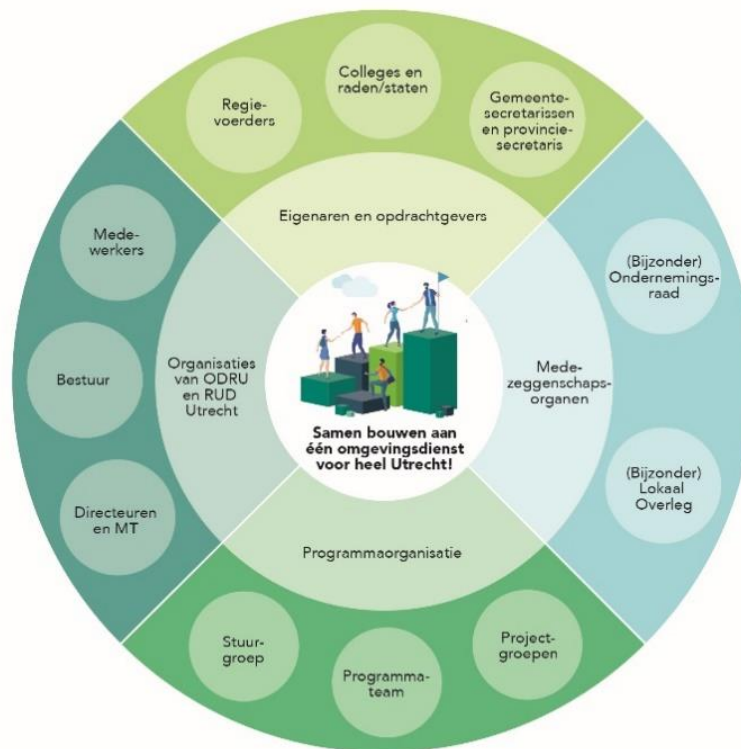 Colleges en
raden/staten
Regie-
voerders
Gemeente-
secretarissen
en provincie-
secretaris
Eigenaren en opdrachtgevers
Mede-
werkers
Bestuur
Directeuren
en MT
Organisaties
van ODRU
en RUD
Utrecht
Samen bouwen aan
één omgevingsdienst
voor heel Utrecht!
Mede-
zeggenschaps-
organen
(Bijzonder)
Ondernemings-
raad
(Bijzonder)
Lokaal
Overleg
Programmaorganisatie
Stuur-
groep
Programma-
team
Project-
groepen